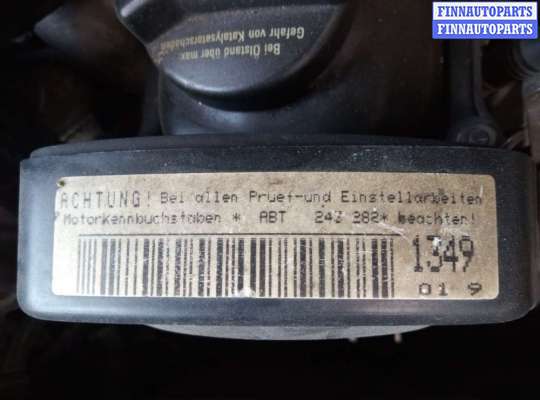 FINNAUTOPARTS
FINNAUTOPARTS
Bei Ölstand über max.
Gefahr von Katalysatorschäden
ACHTUNG! Bei allen Pruef-und Einstellarbeiten
Motorkennbuchstaben * ABT 243 282* beachten!
1349
01 9